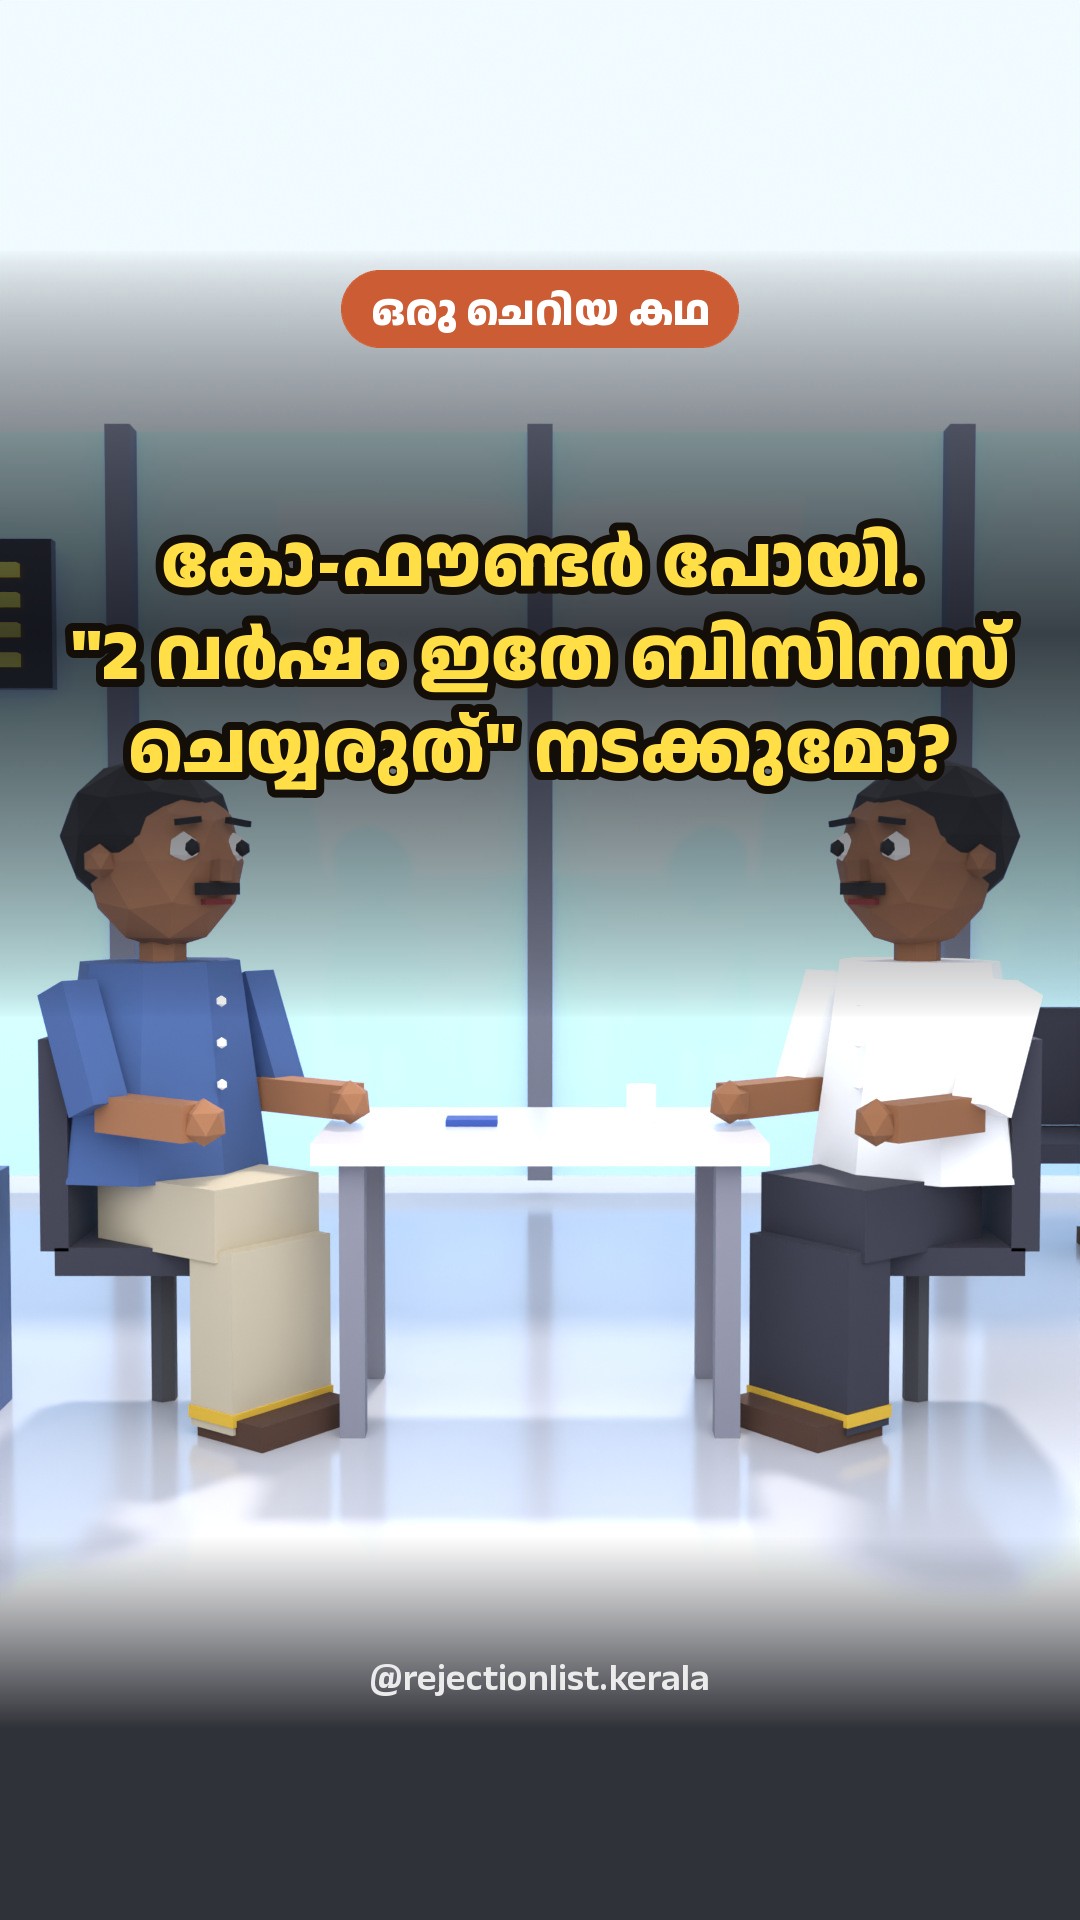 ഒരു ചെറിയ കഥ
കോ-ഫൗണ്ടർ പോയി.
"2 വർഷം ഇതേ ബിസിനസ്
ചെയ്യരുത്" നടക്കുമോ?
@rejectionlist.kerala